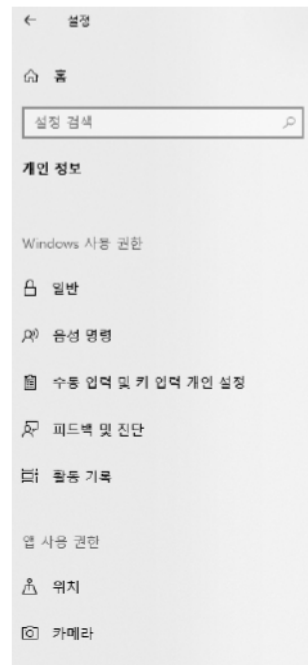 설정
홈
설정 검색
개인 정보
Windows 사용 권한
일반
음성 명령
수동 입력 및 키 입력 개인 설정
피드백 및 진단
활동 기록
앱 사용 권한
위치
카메라